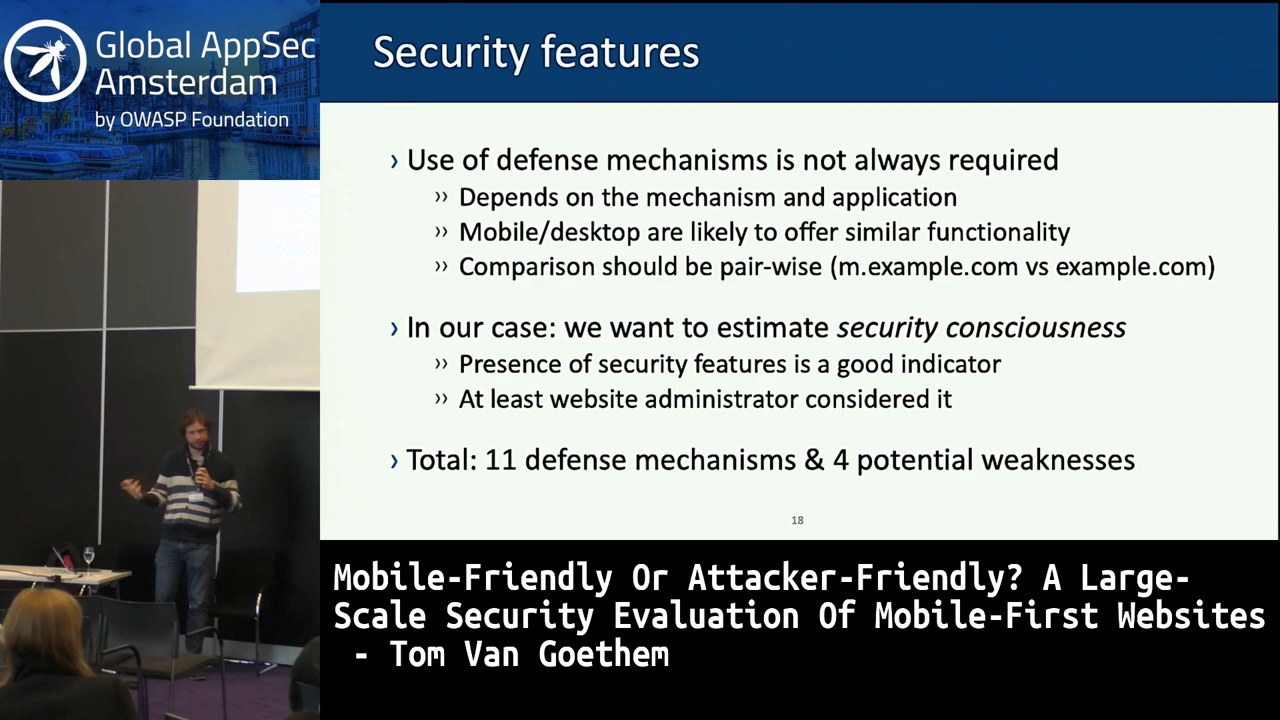 Global AppSec
Amsterdam
by OWASP Foundation
Security features
› Use of defense mechanisms is not always required
›› Depends on the mechanism and application
›› Mobile/desktop are likely to offer similar functionality
›› Comparison should be pair-wise (m.example.com vs example.com)
› In our case: we want to estimate security consciousness
›› Presence of security features is a good indicator
›› At least website administrator considered it
› Total: 11 defense mechanisms & 4 potential weaknesses
18
Mobile-Friendly Or Attacker-Friendly? A Large-
Scale Security Evaluation Of Mobile-First Websites
- Tom Van Goethem